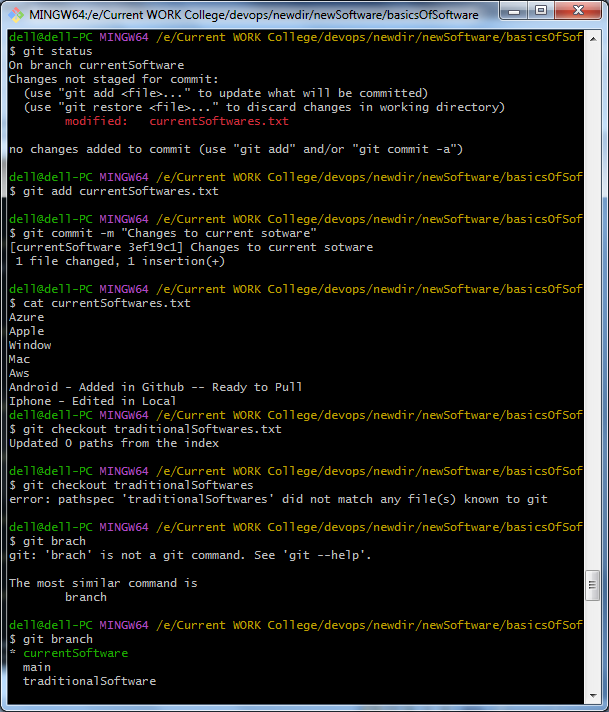 MINGW64:/e/Current WORK College/devops/newdir/newSoftware/basicsOfSoftware
dell@dell-PC MINGW64 /e/Current WORK College/devops/newdir/newSoftware/basicsOfSof
$ git status
On branch currentSoftware
Changes not staged for commit:
  (use "git add <file>..." to update what will be committed)
  (use "git restore <file>..." to discard changes in working directory)
        modified:   currentSoftwares.txt

no changes added to commit (use "git add" and/or "git commit -a")

dell@dell-PC MINGW64 /e/Current WORK College/devops/newdir/newSoftware/basicsOfSof
$ git add currentSoftwares.txt

dell@dell-PC MINGW64 /e/Current WORK College/devops/newdir/newSoftware/basicsOfSof
$ git commit -m "Changes to current sotware"
[currentSoftware 3ef19c1] Changes to current sotware
 1 file changed, 1 insertion(+)

dell@dell-PC MINGW64 /e/Current WORK College/devops/newdir/newSoftware/basicsOfSof
$ cat currentSoftwares.txt
Azure
Apple
Window
Mac
Aws
Android - Added in Github -- Ready to Pull
Iphone - Edited in Local
dell@dell-PC MINGW64 /e/Current WORK College/devops/newdir/newSoftware/basicsOfSof
$ git checkout traditionalSoftwares.txt
Updated 0 paths from the index

dell@dell-PC MINGW64 /e/Current WORK College/devops/newdir/newSoftware/basicsOfSof
$ git checkout traditionalSoftwares
error: pathspec 'traditionalSoftwares' did not match any file(s) known to git

dell@dell-PC MINGW64 /e/Current WORK College/devops/newdir/newSoftware/basicsOfSof
$ git brach
git: 'brach' is not a git command. See 'git --help'.

The most similar command is
        branch

dell@dell-PC MINGW64 /e/Current WORK College/devops/newdir/newSoftware/basicsOfSof
$ git branch
* currentSoftware
  main
  traditionalSoftware